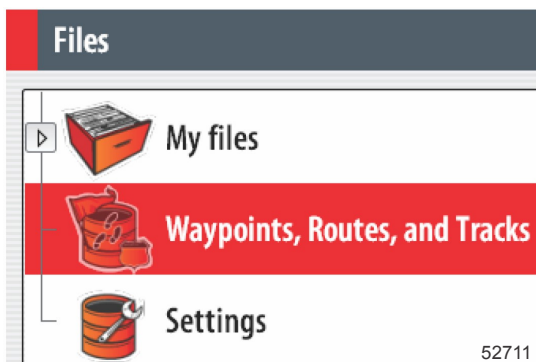 Files
My files
Waypoints, Routes, and Tracks
Settings
52711